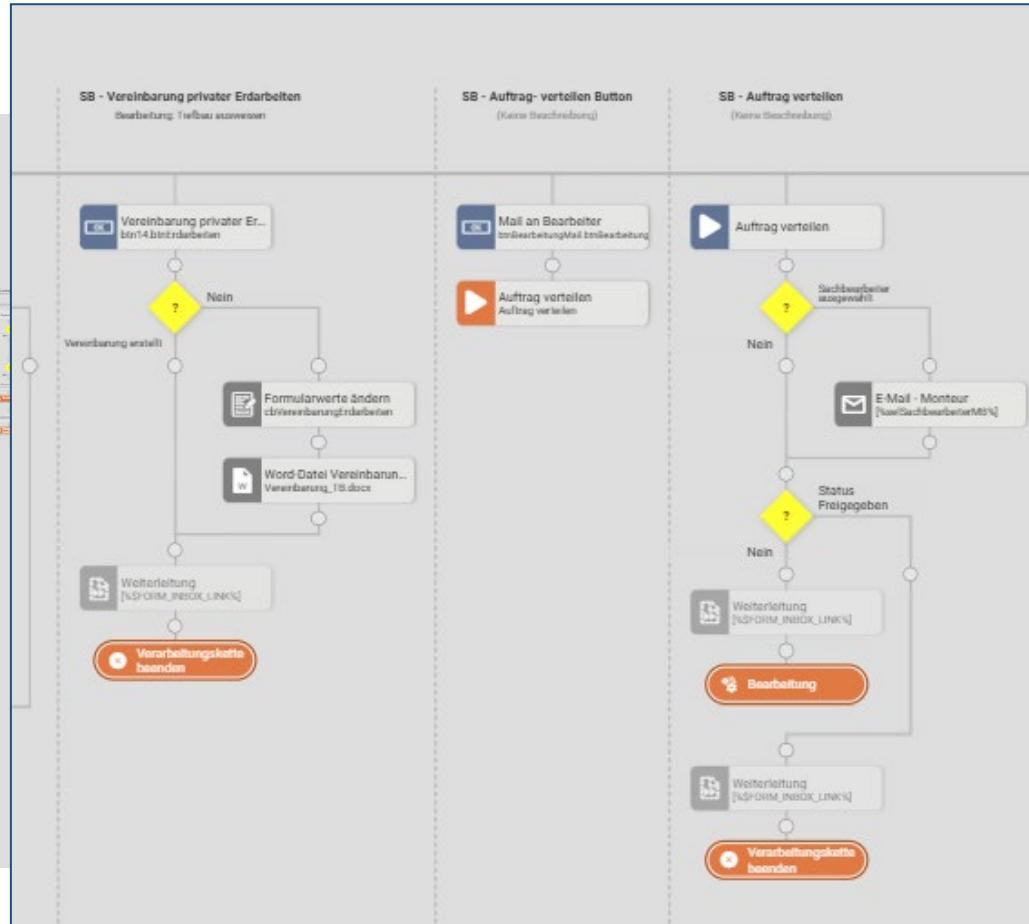 SB - Vereinbarung privater Erdarbeiten
Bearbeitung: Tiefbau auswessen
Vereinbarung privater Er...
btn14.btnErdarbeiten
?
Nein
Vereinbarung erstellt
Formularwerte ändern
cbVereinbarungErdarbeiten
W
Word-Datei Vereinbarun...
Vereinbarung_TB.docx
Weiterleitung
[%$FORM_INBOX_LINK%]
Verarbeitungskette
beenden
SB - Auftrag- verteilen Button
(Keine Beschreibung)
OK
Mail an Bearbeiter
btnBearbeitungMail.btnBearbeitung
Auftrag verteilen
Auftrag verteilen
SB - Auftrag verteilen
(Keine Beschreibung)
Auftrag verteilen
Sachbearbeiter
ausgewählt
?
Nein
E-Mail - Monteur
[%selSachbearbeiterMB%]
Status
Freigegeben
?
Nein
Weiterleitung
[%$FORM_INBOX_LINK%]
Bearbeitung
Weiterleitung
[%$FORM_INBOX_LINK%]
Verarbeitungskette
beenden